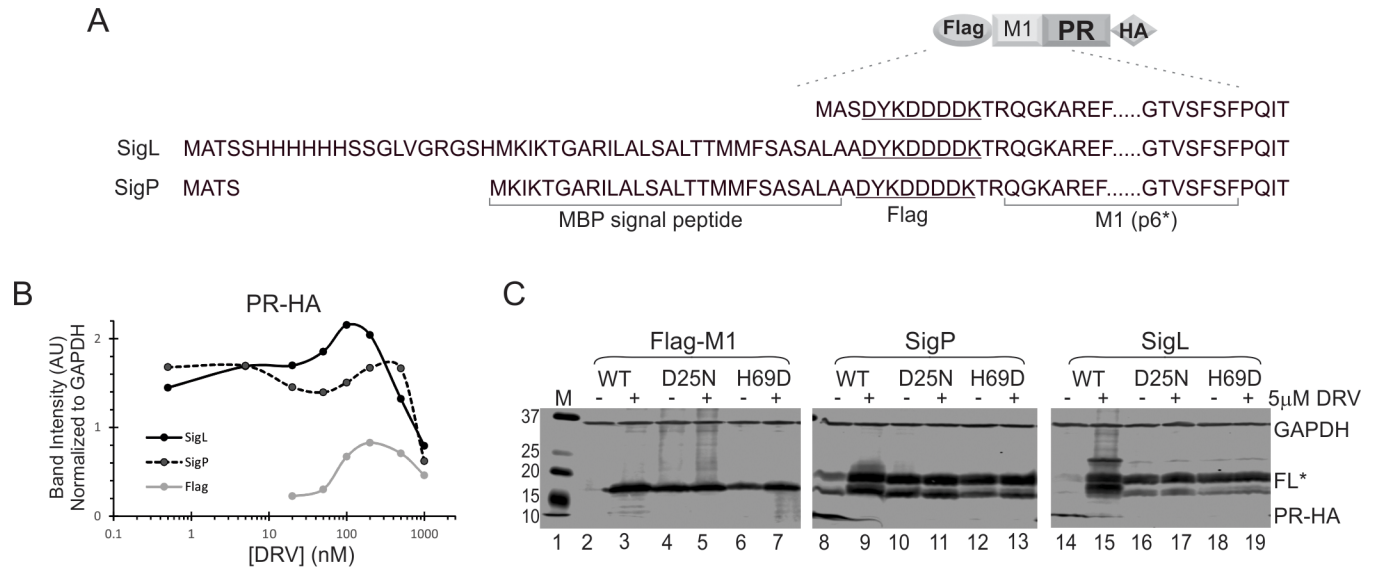 A
Flag M1 PR HA
MASDYKDDDDKTRQGKAREF.....GTVSFSFPQIT
SigL MATSSHHHHHHSSGLVGRGSHMKIKTGARILALSALTTMMFSASALAADYKDDDDKTRQGKAREF.....GTVSFSFPQIT
SigP MATS MKIKTGARILALSALTTMMFSASALAADYKDDDDKTRQGKAREF......GTVSFSFPQIT
MBP signal peptide Flag M1 (p6*)
B
PR-HA
Band Intensity (AU)
Normalized to GAPDH
2
1
0
SigL
SigP
Flag
0.1 1 10 100 1000
[DRV] (nM)
C
Flag-M1 SigP SigL
WT D25N H69D WT D25N H69D WT D25N H69D
M - + - + - + - + - + - + - + - + - + 5μM DRV
37
25
20
15
10
GAPDH
FL*
PR-HA
1 2 3 4 5 6 7 8 9 10 11 12 13 14 15 16 17 18 19